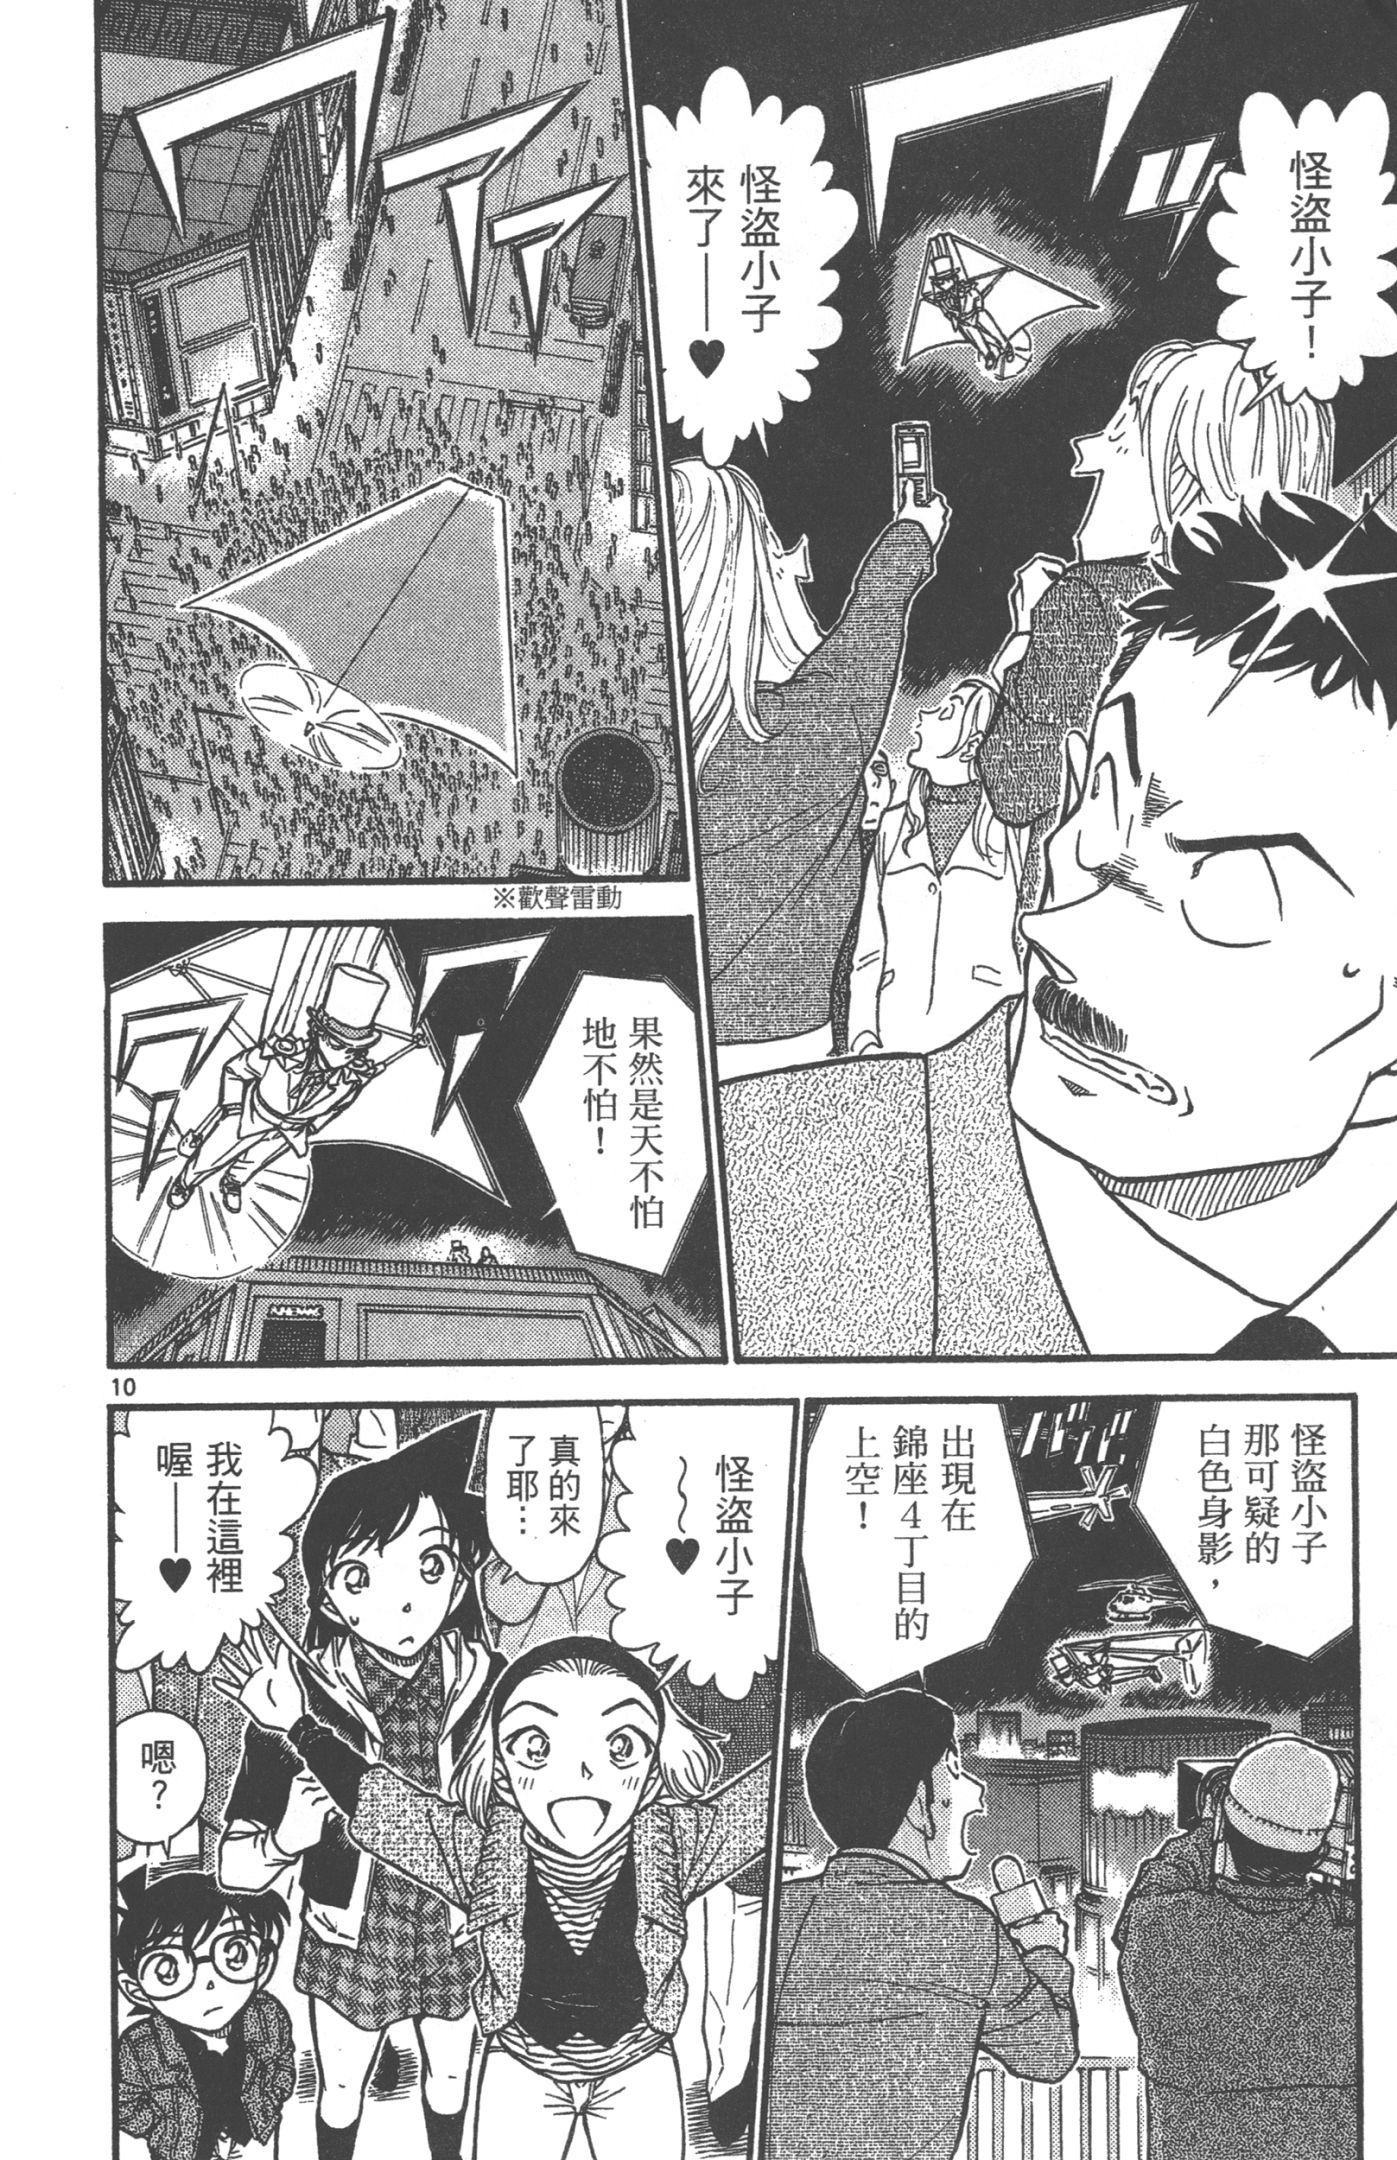 怪盜小子！
怪盜小子
來了——♥
ワアア
※歡聲雷動
果然是天不怕
地不怕！
10
怪盜小子
那可疑的
白色身影，
出現在
錦座4丁目的
上空！
怪盜小子
～～♥
真的來
了耶…
我在這裡
喔——♥
嗯？